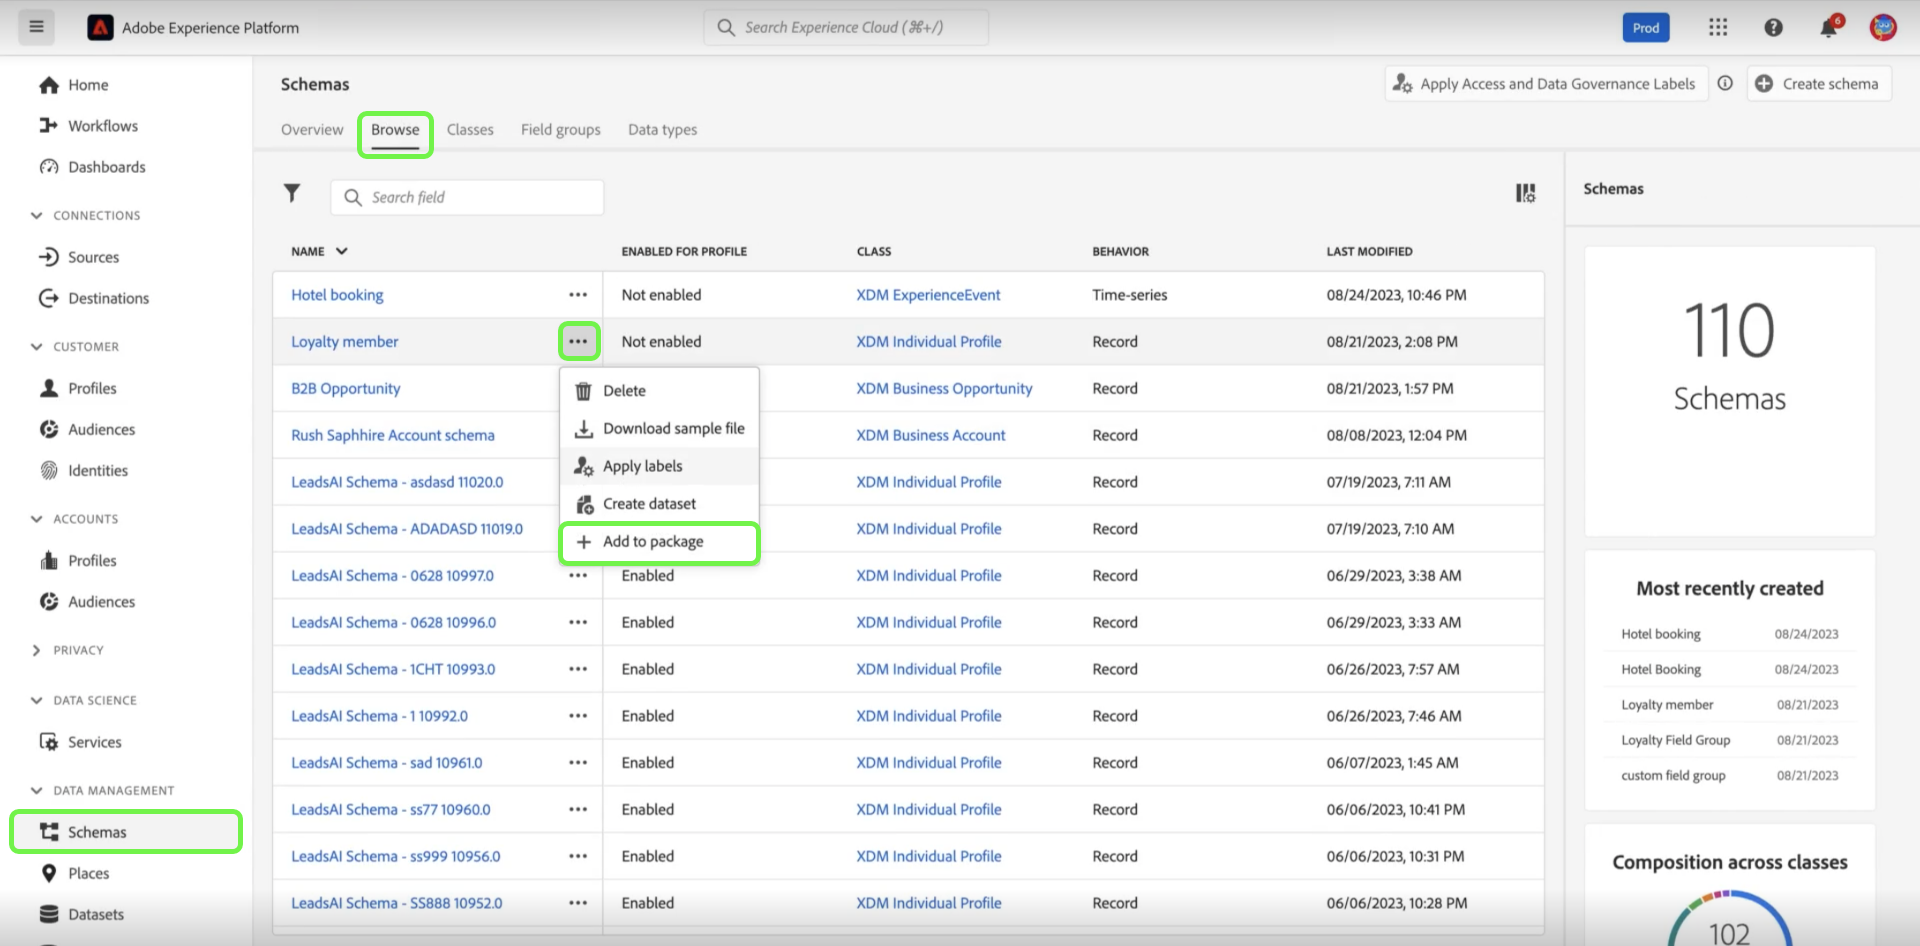 Adobe Experience Platform
Search Experience Cloud (⌘+/)
Prod
6
Home
Workflows
Dashboards
CONNECTIONS
Sources
Destinations
CUSTOMER
Profiles
Audiences
Identities
ACCOUNTS
Profiles
Audiences
PRIVACY
DATA SCIENCE
Services
DATA MANAGEMENT
Schemas
Places
Datasets
Schemas
Apply Access and Data Governance Labels
Create schema
Overview Browse Classes Field groups Data types
Search field
NAME ENABLED FOR PROFILE CLASS BEHAVIOR LAST MODIFIED
Hotel booking Not enabled XDM ExperienceEvent Time-series 08/24/2023, 10:46 PM
Loyalty member Not enabled XDM Individual Profile Record 08/21/2023, 2:08 PM
B2B Opportunity XDM Business Opportunity Record 08/21/2023, 1:57 PM
Rush Saphhire Account schema XDM Business Account Record 08/08/2023, 12:04 PM
LeadsAI Schema - asdasd 11020.0 XDM Individual Profile Record 07/19/2023, 7:11 AM
LeadsAI Schema - ADADASD 11019.0 XDM Individual Profile Record 07/19/2023, 7:10 AM
LeadsAI Schema - 0628 10997.0 Enabled XDM Individual Profile Record 06/29/2023, 3:38 AM
LeadsAI Schema - 0628 10996.0 Enabled XDM Individual Profile Record 06/29/2023, 3:33 AM
LeadsAI Schema - 1CHT 10993.0 Enabled XDM Individual Profile Record 06/26/2023, 7:57 AM
LeadsAI Schema - 1 10992.0 Enabled XDM Individual Profile Record 06/26/2023, 7:46 AM
LeadsAI Schema - sad 10961.0 Enabled XDM Individual Profile Record 06/07/2023, 1:45 AM
LeadsAI Schema - ss77 10960.0 Enabled XDM Individual Profile Record 06/06/2023, 10:41 PM
LeadsAI Schema - ss999 10956.0 Enabled XDM Individual Profile Record 06/06/2023, 10:31 PM
LeadsAI Schema - SS888 10952.0 Enabled XDM Individual Profile Record 06/06/2023, 10:28 PM
Delete
Download sample file
Apply labels
Create dataset
Add to package
Schemas
110
Schemas
Most recently created
Hotel booking 08/24/2023
Hotel Booking 08/24/2023
Loyalty member 08/21/2023
Loyalty Field Group 08/21/2023
custom field group 08/21/2023
Composition across classes
102